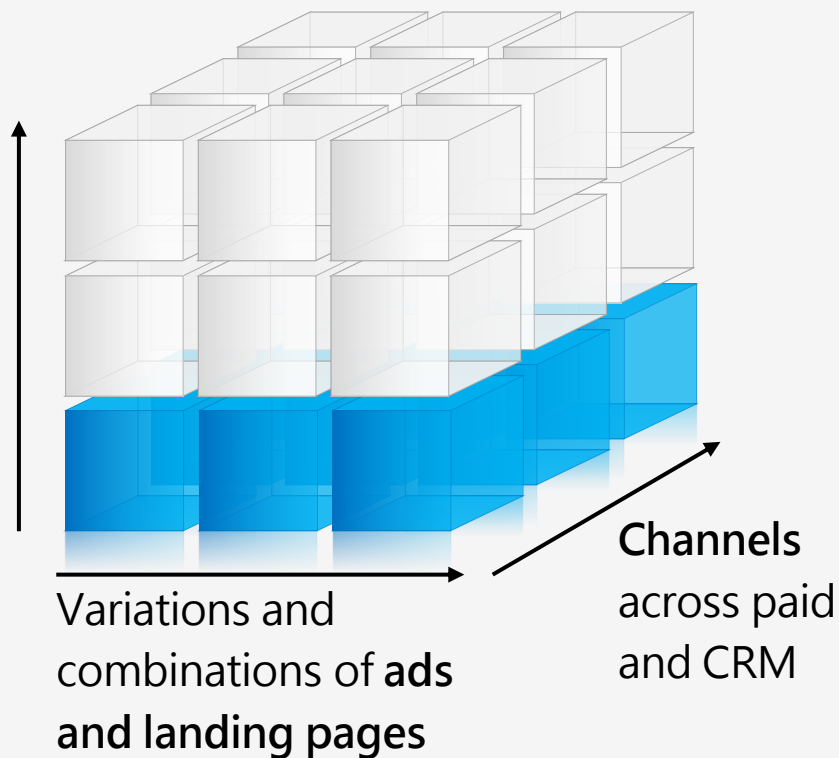 Channels
across paid
and CRM
Variations and
combinations of ads
and landing pages